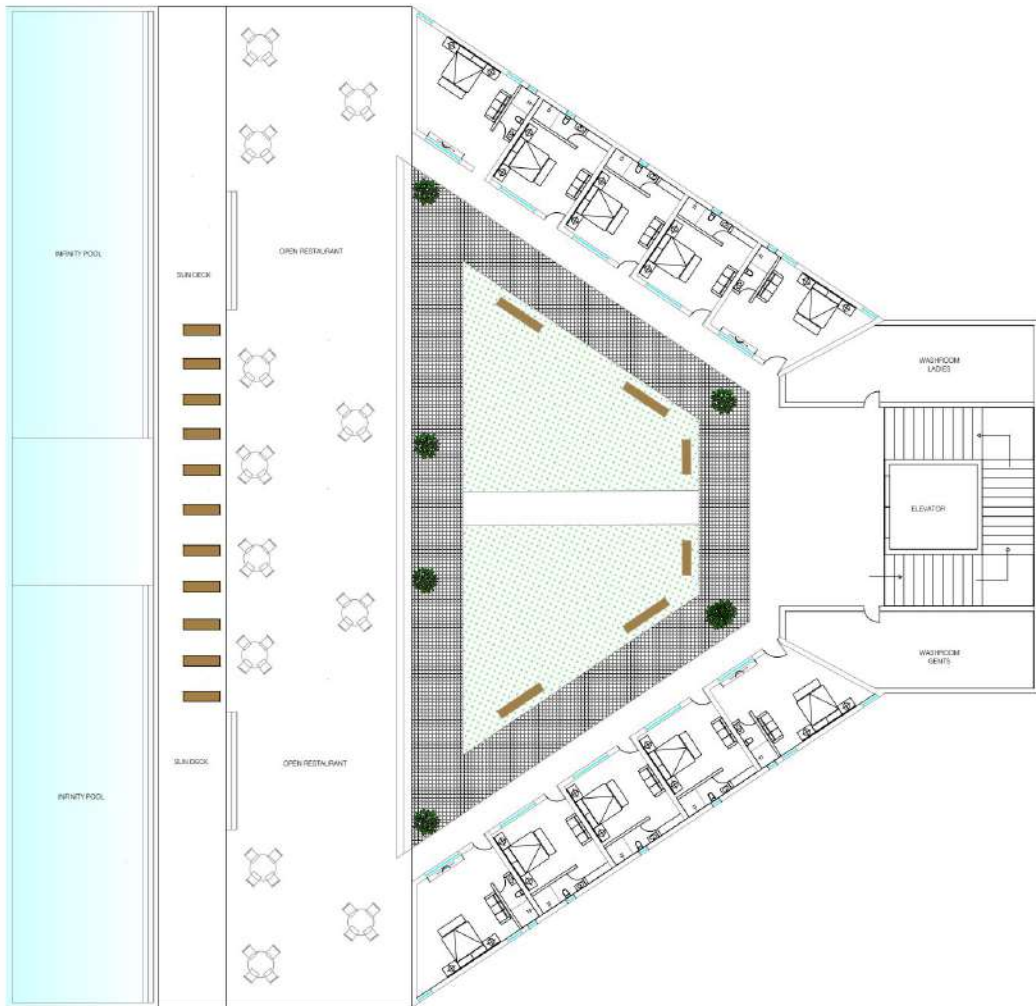 INFINITY POOL
SUN DECK
OPEN RESTAURANT
WASHROOM
LADIES
ELEVATOR
WASHROOM
GENTS
SUN DECK
OPEN RESTAURANT
INFINITY POOL